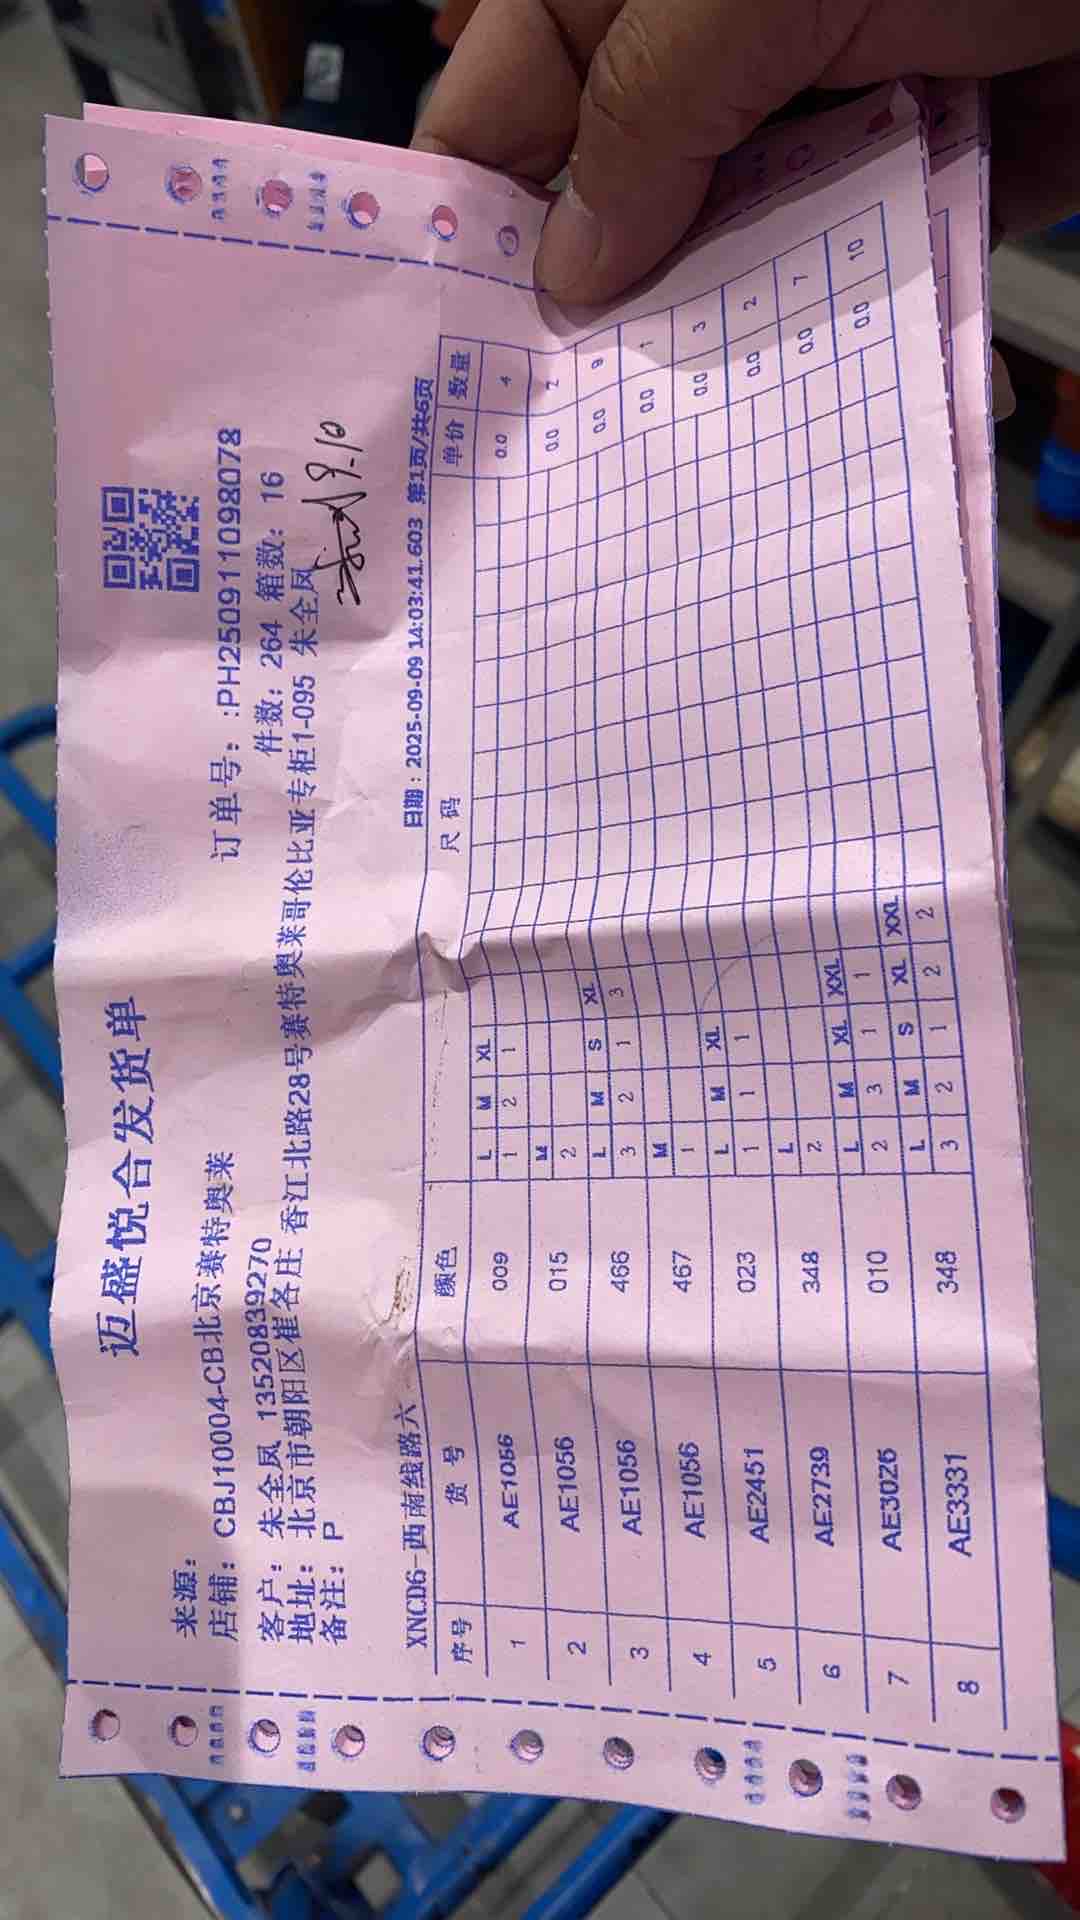 迈盛悦合发货单
来源:
订单号: :PH250911098078
店铺: CBJ10004-CB北京赛特奥莱
件数: 264 箱数: 16
客户: 朱全凤 13520839270
地址: 北京市朝阳区崔各庄 香江北路28号赛特奥莱哥伦比亚专柜1-095 朱全凤
备注: P
9.10
XNCD6-西南线路六 日期: 2025-09-09 14:03:41.603 第1页/共6页
序号 货号 颜色 尺码 单价 数量
L M XL
1 AE1056 009 1 2 1 0.0 4
M
2 AE1056 015 2 0.0 2
L M S XL
3 AE1056 466 3 2 1 3 0.0 9
M
4 AE1056 467 1 0.0 1
L M XL
5 AE2451 023 1 1 1 0.0 3
L
6 AE2739 348 2 0.0 2
L M XL XXL
7 AE3026 010 2 3 1 1 0.0 7
L M S XL XXL
8 AE3331 348 3 2 1 2 2 0.0 10